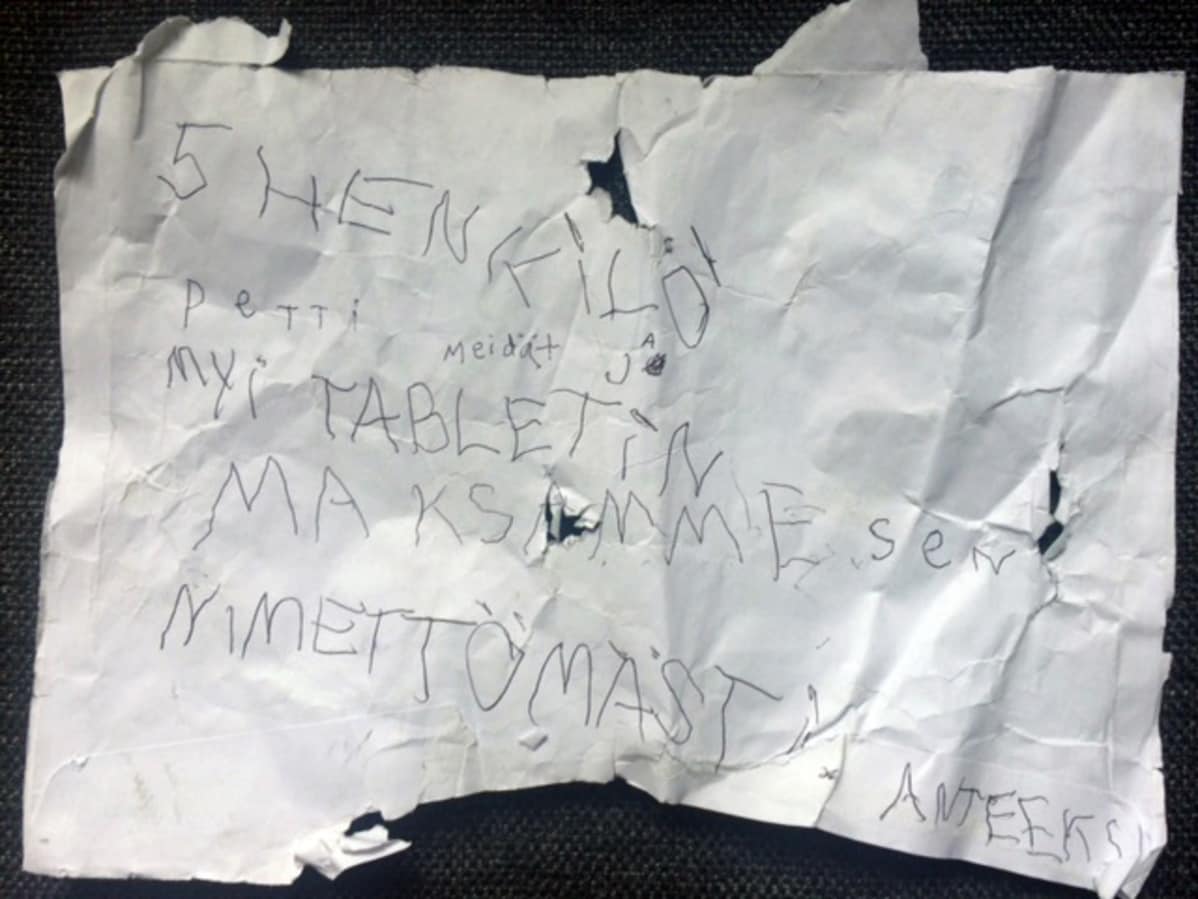 5 HENKILÖ
Petti Meidät JA
MYi TABLETiN
MAKSAMME sen
NiMETTÖMÄSTi
ANTEEKSi